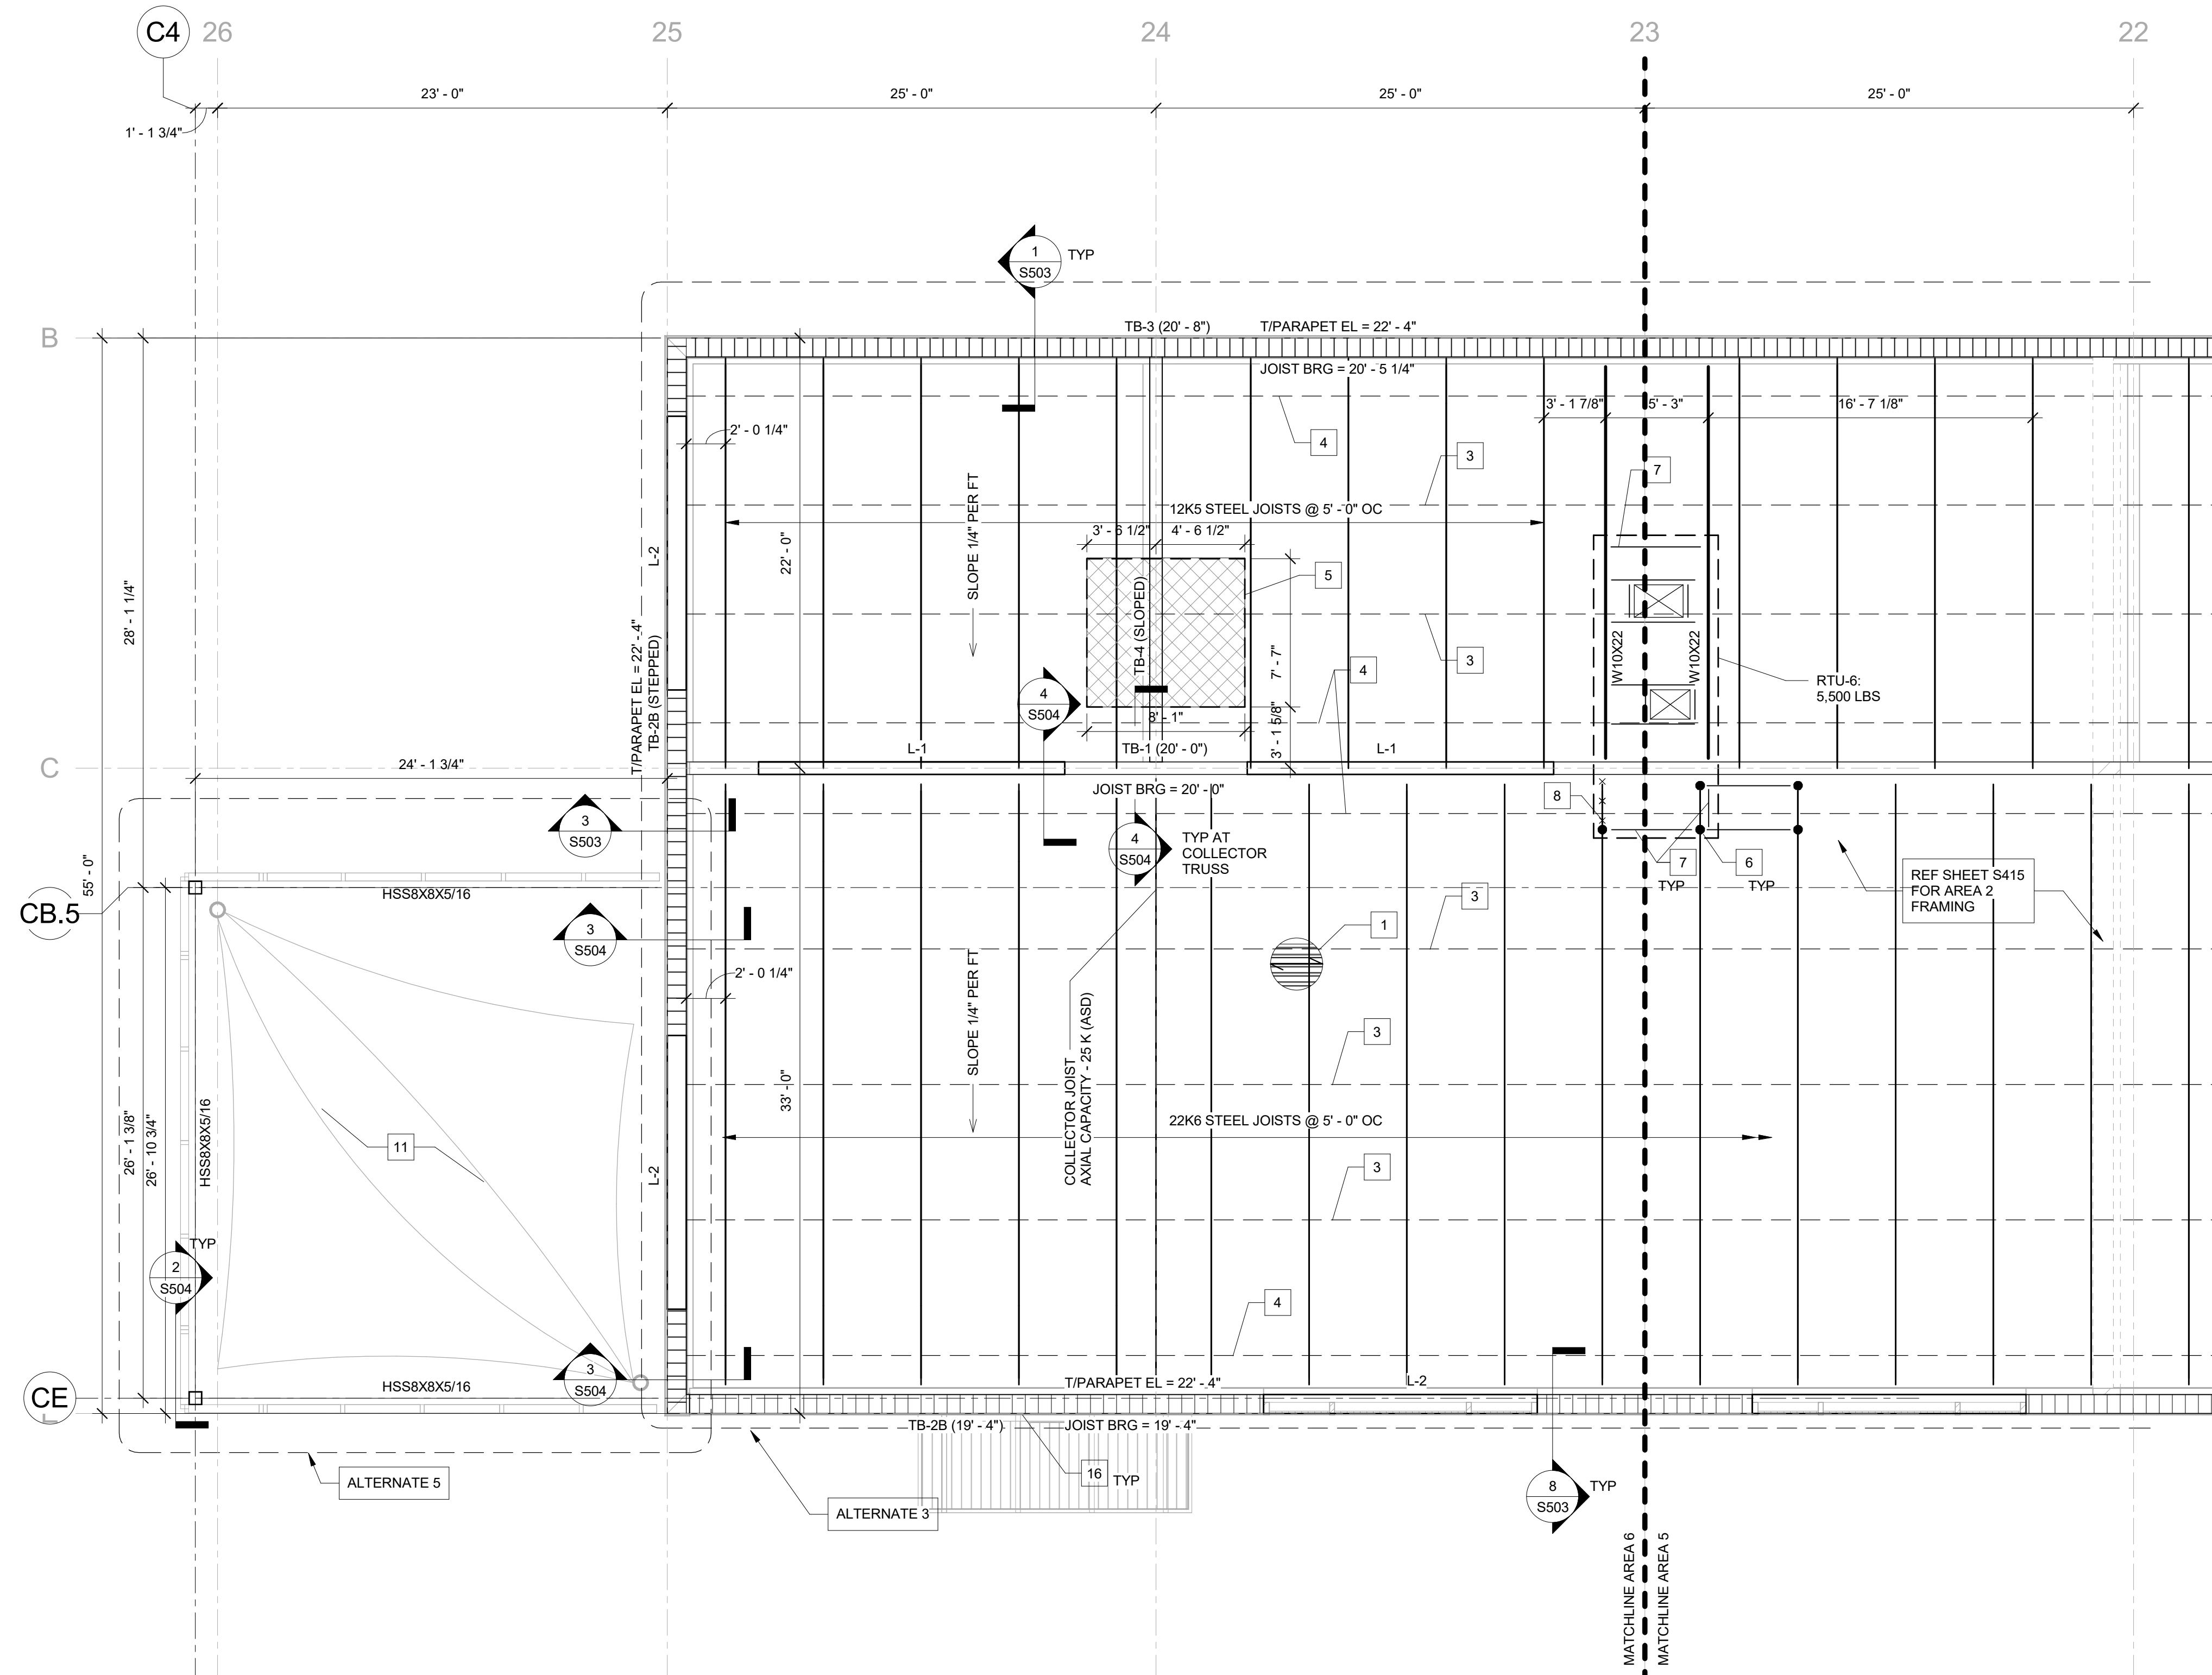 C4
26
25
24
23
22
23' - 0"
25' - 0"
25' - 0"
25' - 0"
1' - 1 3/4"
1
S503
TYP
B
TB-3 (20' - 8")
T/PARAPET EL = 22' - 4"
JOIST BRG = 20' - 5 1/4"
3' - 1 7/8"
5' - 3"
16' - 7 1/8"
2' - 0 1/4"
4
3
7
12K5 STEEL JOISTS @ 5' - 0" OC
3' - 6 1/2"
4' - 6 1/2"
SLOPE 1/4" PER FT
22' - 0"
L-2
5
28' - 1 1/4"
TB-4 (SLOPED)
7' - 7"
3
4
W10X22
W10X22
RTU-6:
5,500 LBS
T/PARAPET EL = 22' - 4"
TB-2B (STEPPED)
4
S504
8' - 1"
3' - 1 5/8"
L-1
TB-1 (20' - 0")
L-1
C
24' - 1 3/4"
JOIST BRG = 20' - 0"
8
3
S503
4
S504
TYP AT
COLLECTOR
TRUSS
7
TYP
6
TYP
REF SHEET S415
FOR AREA 2
FRAMING
55' - 0"
CB.5
HSS8X8X5/16
3
S504
3
1
2' - 0 1/4"
SLOPE 1/4" PER FT
COLLECTOR JOIST
AXIAL CAPACITY - 25 K (ASD)
3
33' - 0"
26' - 1 3/8"
26' - 10 3/4"
HSS8X8X5/16
11
22K6 STEEL JOISTS @ 5' - 0" OC
L-2
3
TYP
2
S504
4
3
S504
HSS8X8X5/16
T/PARAPET EL = 22' - 4"
L-2
CE
TB-2B (19' - 4")
JOIST BRG = 19' - 4"
16
TYP
ALTERNATE 5
ALTERNATE 3
8
S503
TYP
MATCHLINE AREA 6
MATCHLINE AREA 5